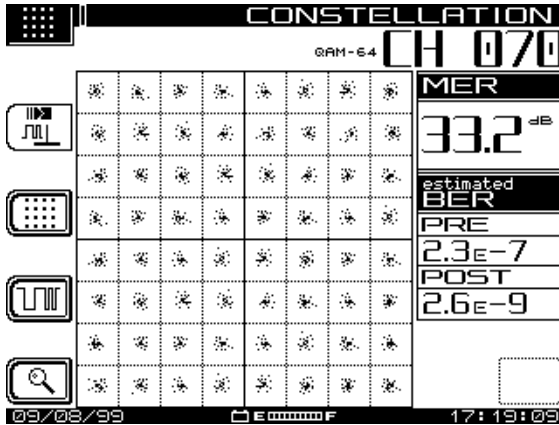 CONSTELLATION
QAM-64 CH 070
MER
33.2 dB
estimated
BER
PRE
2.3E-7
POST
2.6E-9
09/08/99 E F 17:19:09